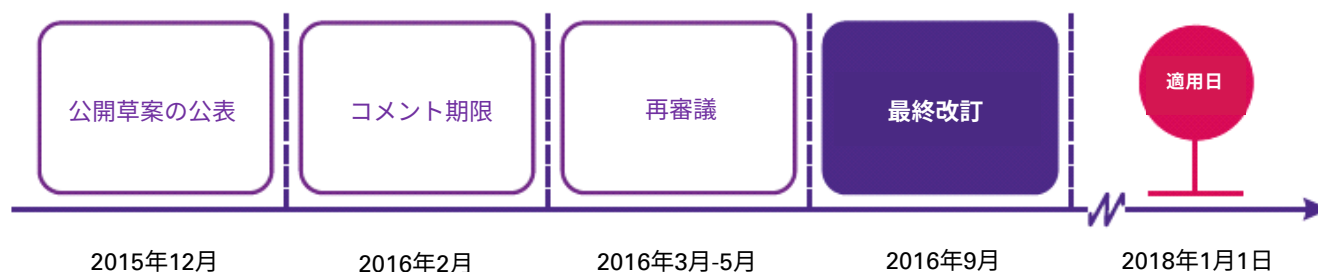 公開草案の公表
コメント期限
再審議
最終改訂
適用日
2015年12月
2016年2月
2016年3月-5月
2016年9月
2018年1月1日